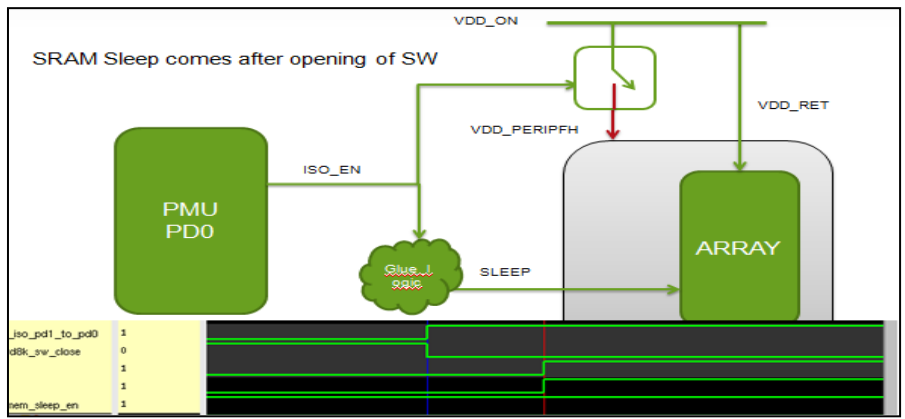 VDD_ON
SRAM Sleep comes after opening of SW
VDD_RET
VDD_PERIPFH
ISO_EN
PMU
PD0
ARRAY
Glue_l
ogic
SLEEP
_iso_pd1_to_pd0 1
d8k_sw_close 0
1
1
mem_sleep_en 1